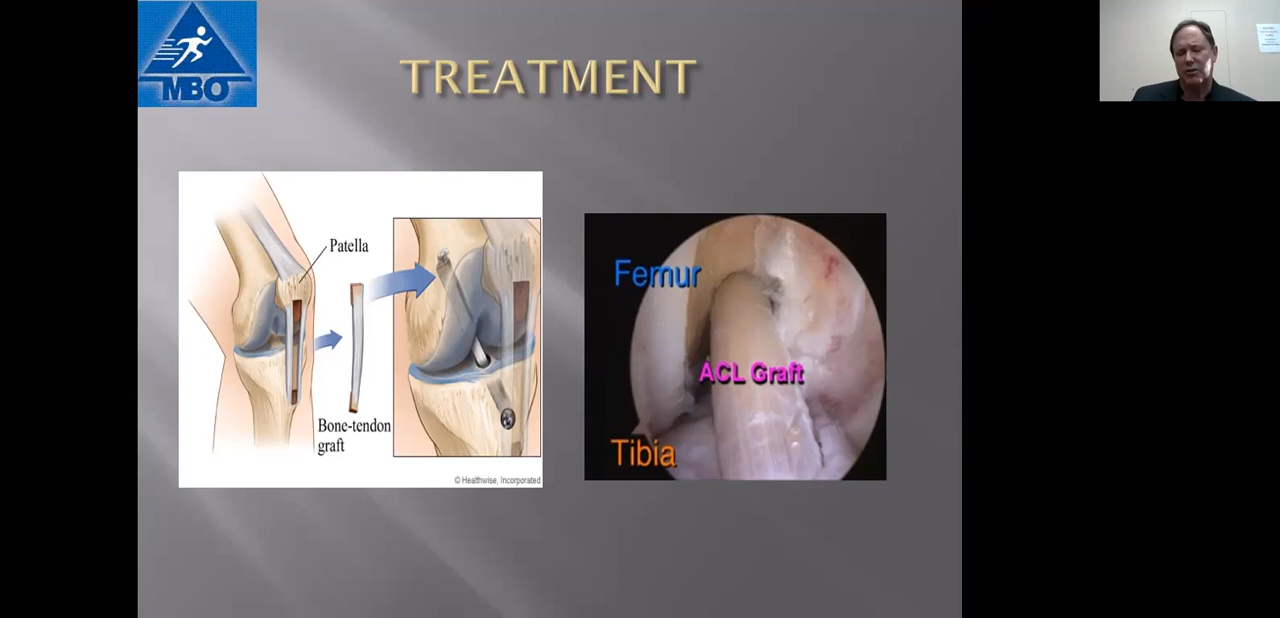 MBO
TREATMENT
Patella
Bone-tendon
graft
© Healthwise, Incorporated
Femur
ACL Graft
Tibia